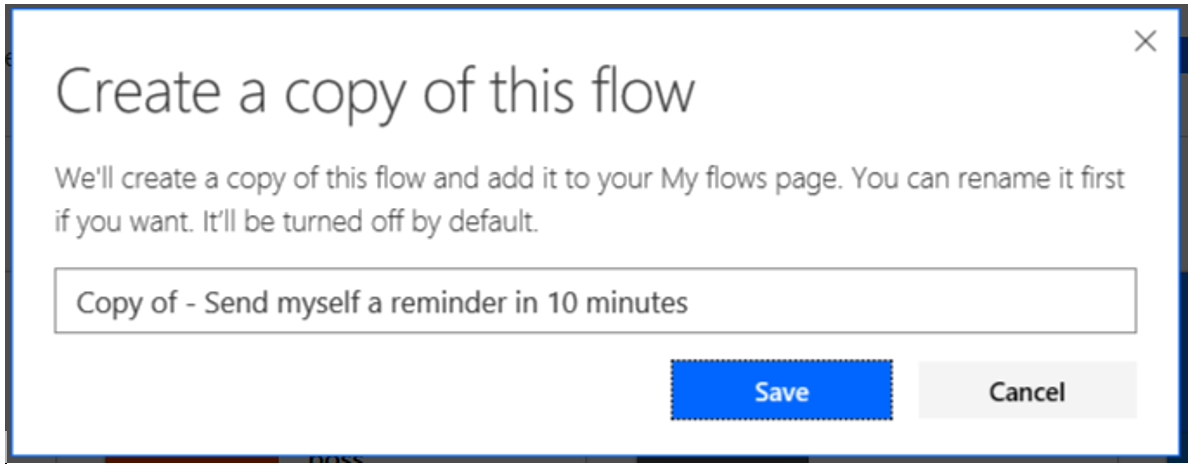 Create a copy of this flow
We'll create a copy of this flow and add it to your My flows page. You can rename it first
if you want. It'll be turned off by default.
Copy of - Send myself a reminder in 10 minutes
Save
Cancel